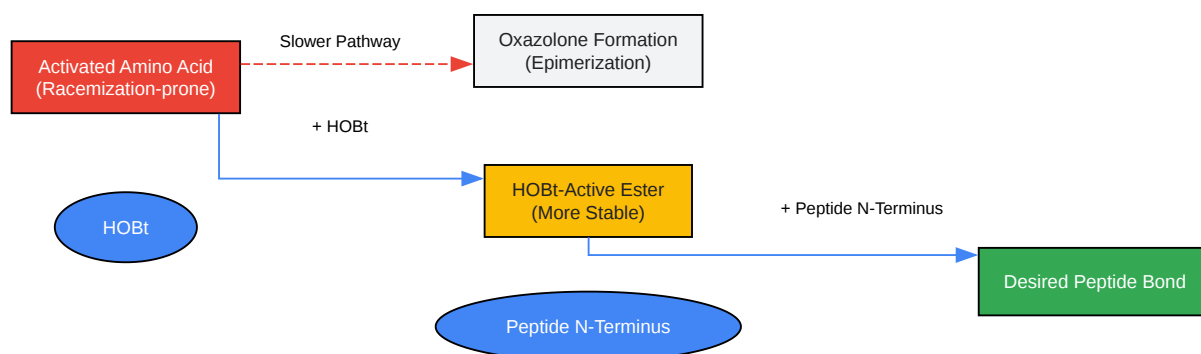 Slower Pathway
Oxazolone Formation
(Epimerization)
Activated Amino Acid
(Racemization-prone)
+ HOBt
HOBt-Active Ester
(More Stable)
+ Peptide N-Terminus
HOBt
Desired Peptide Bond
Peptide N-Terminus